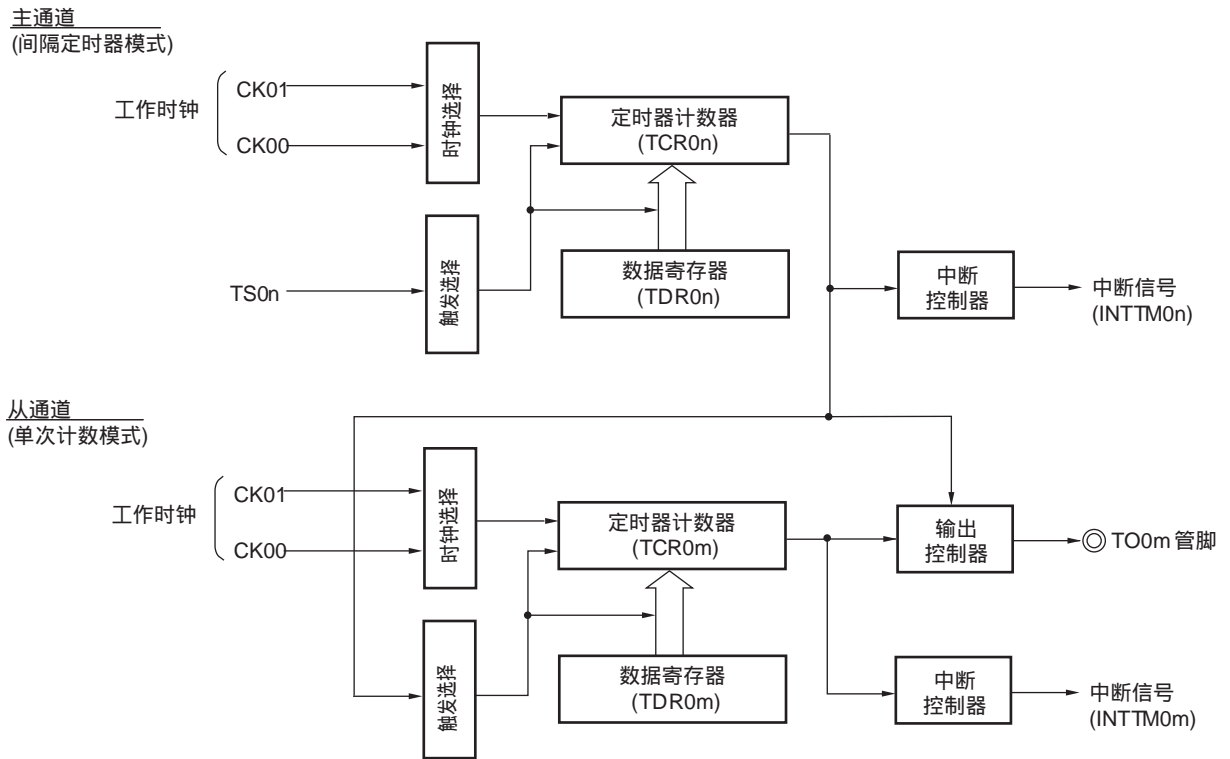 主通道
(间隔定时器模式)
工作时钟
CK01
CK00
时钟选择
定时器计数器
(TCR0n)
TS0n
触发选择
数据寄存器
(TDR0n)
中断
控制器
中断信号
(INTTM0n)
从通道
(单次计数模式)
工作时钟
CK01
CK00
时钟选择
定时器计数器
(TCR0m)
输出
控制器
TO0m 管脚
触发选择
数据寄存器
(TDR0m)
中断
控制器
中断信号
(INTTM0m)